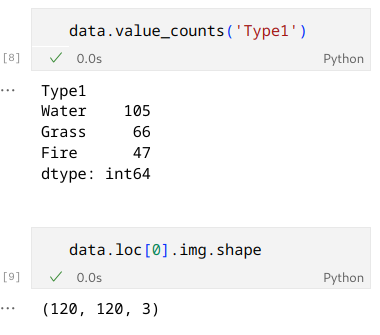 data.value_counts('Type1')
[8] ✓ 0.0s Python
... Type1
Water 105
Grass 66
Fire 47
dtype: int64
data.loc[0].img.shape
[9] ✓ 0.0s Python
... (120, 120, 3)